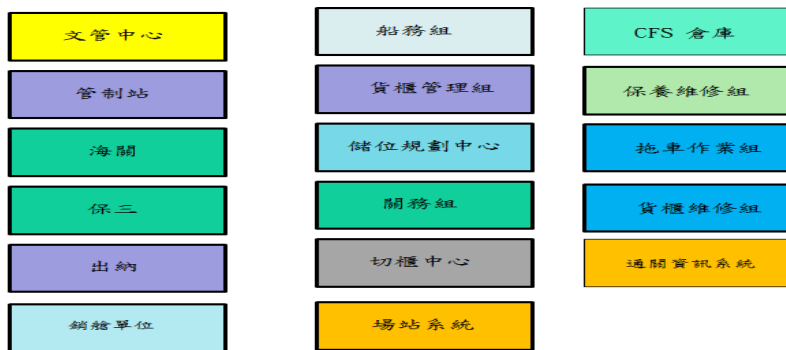 文管中心
管制站
海關
保三
出納
銷艙單位
船務組
貨櫃管理組
儲位規劃中心
關務組
切櫃中心
場站系統
CFS 倉庫
保養維修組
拖車作業組
貨櫃維修組
通關資訊系統